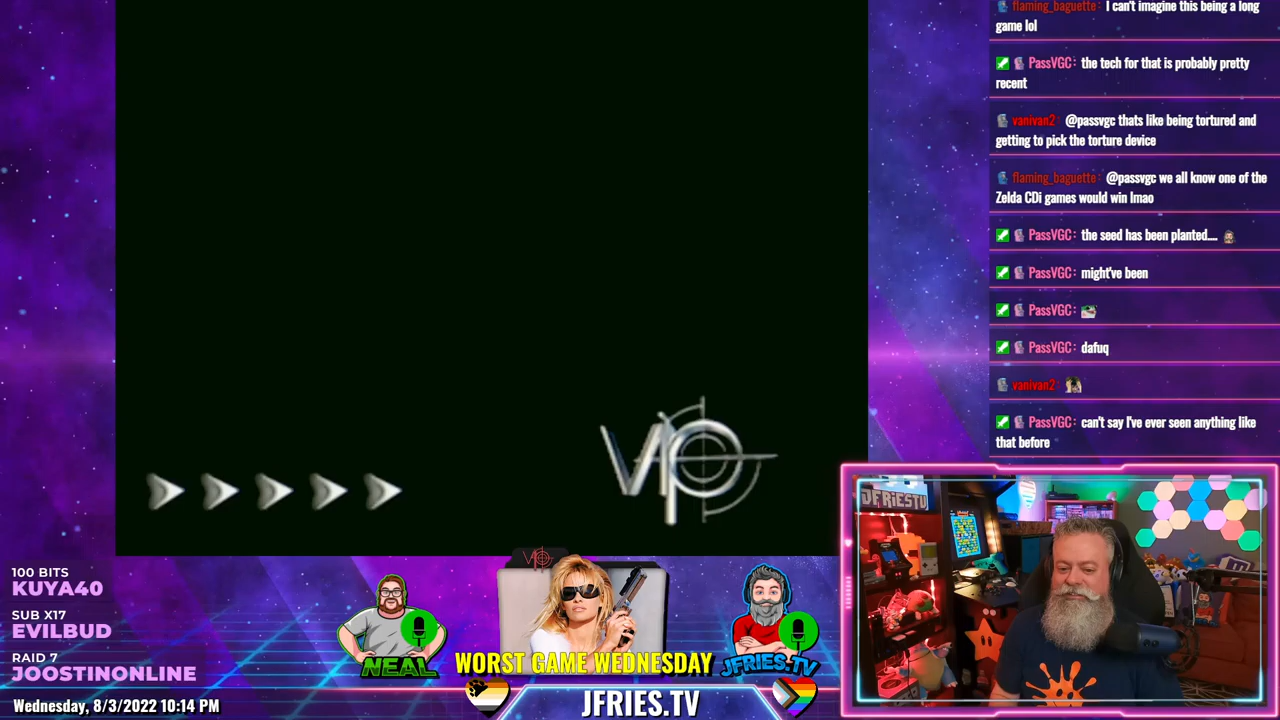 flaming_baguette: I can't imagine this being a long
game lol
PassVGC: the tech for that is probably pretty
recent
vanivan2: @passvgc thats like being tortured and
getting to pick the torture device
flaming_baguette: @passvgc we all know one of the
Zelda CDi games would win lmao
PassVGC: the seed has been planted....
PassVGC: might've been
PassVGC:
PassVGC: dafuq
vanivan2:
PassVGC: can't say I've ever seen anything like
that before
VIP
JFRIESTV
100 BITS
KUYA40
SUB X17
EVILBUD
RAID 7
JOOSTINONLINE
Wednesday, 8/3/2022 10:14 PM
VIP
NEAL
WORST GAME WEDNESDAY
JFRIES.TV
JFRIES.TV